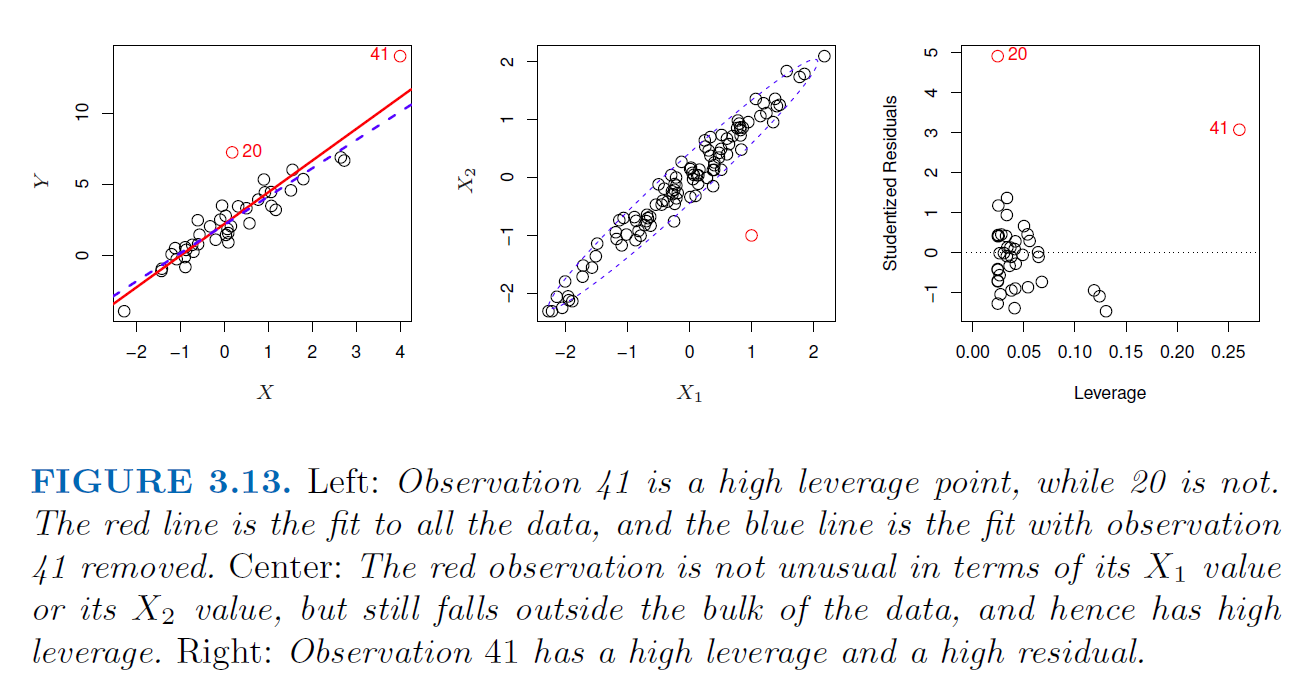 41
20
10
5
0
Y
−2 −1 0 1 2 3 4
X
2
1
0
−1
−2
X2
−2 −1 0 1 2
X1
20
41
5
4
3
2
1
0
−1
Studentized Residuals
0.00 0.05 0.10 0.15 0.20 0.25
Leverage
FIGURE 3.13. Left: Observation 41 is a high leverage point, while 20 is not.
The red line is the fit to all the data, and the blue line is the fit with observation
41 removed. Center: The red observation is not unusual in terms of its X1 value
or its X2 value, but still falls outside the bulk of the data, and hence has high
leverage. Right: Observation 41 has a high leverage and a high residual.